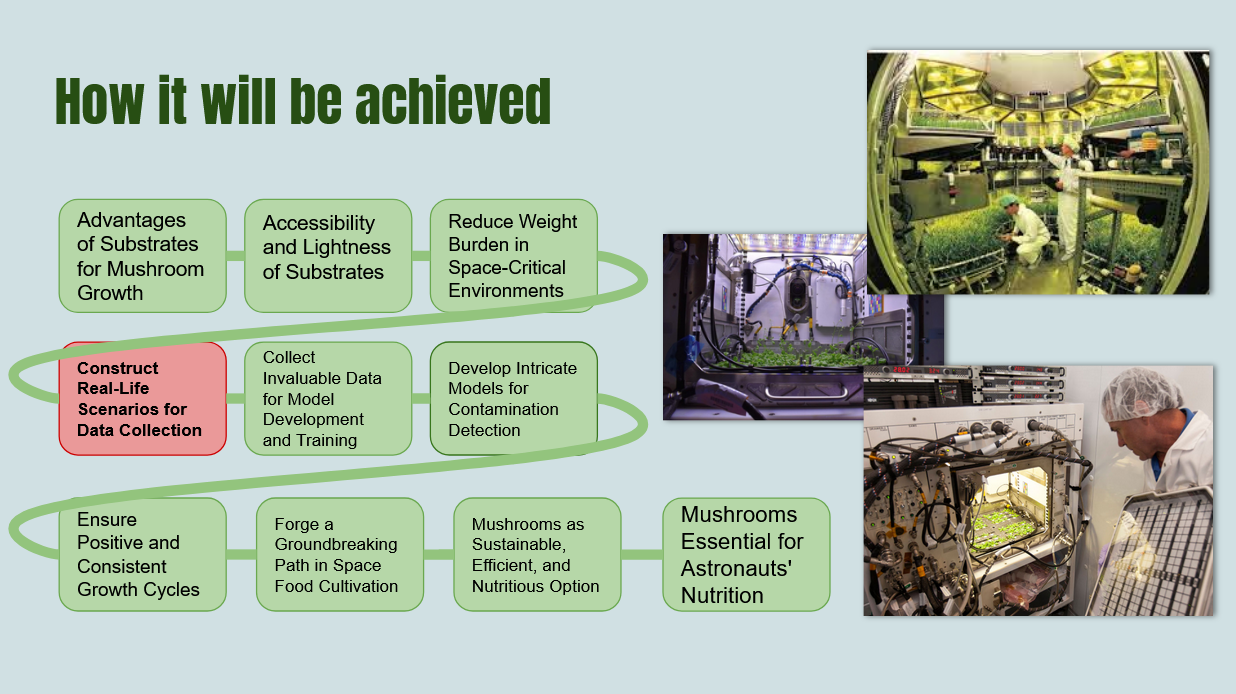 How it will be achieved
Advantages
of Substrates
for Mushroom
Growth
Accessibility
and Lightness
of Substrates
Reduce Weight
Burden in
Space-Critical
Environments
Construct
Real-Life
Scenarios for
Data Collection
Collect
Invaluable Data
for Model
Development
and Training
Develop Intricate
Models for
Contamination
Detection
Ensure
Positive and
Consistent
Growth Cycles
Forge a
Groundbreaking
Path in Space
Food Cultivation
Mushrooms as
Sustainable,
Efficient, and
Nutritious Option
Mushrooms
Essential for
Astronauts'
Nutrition